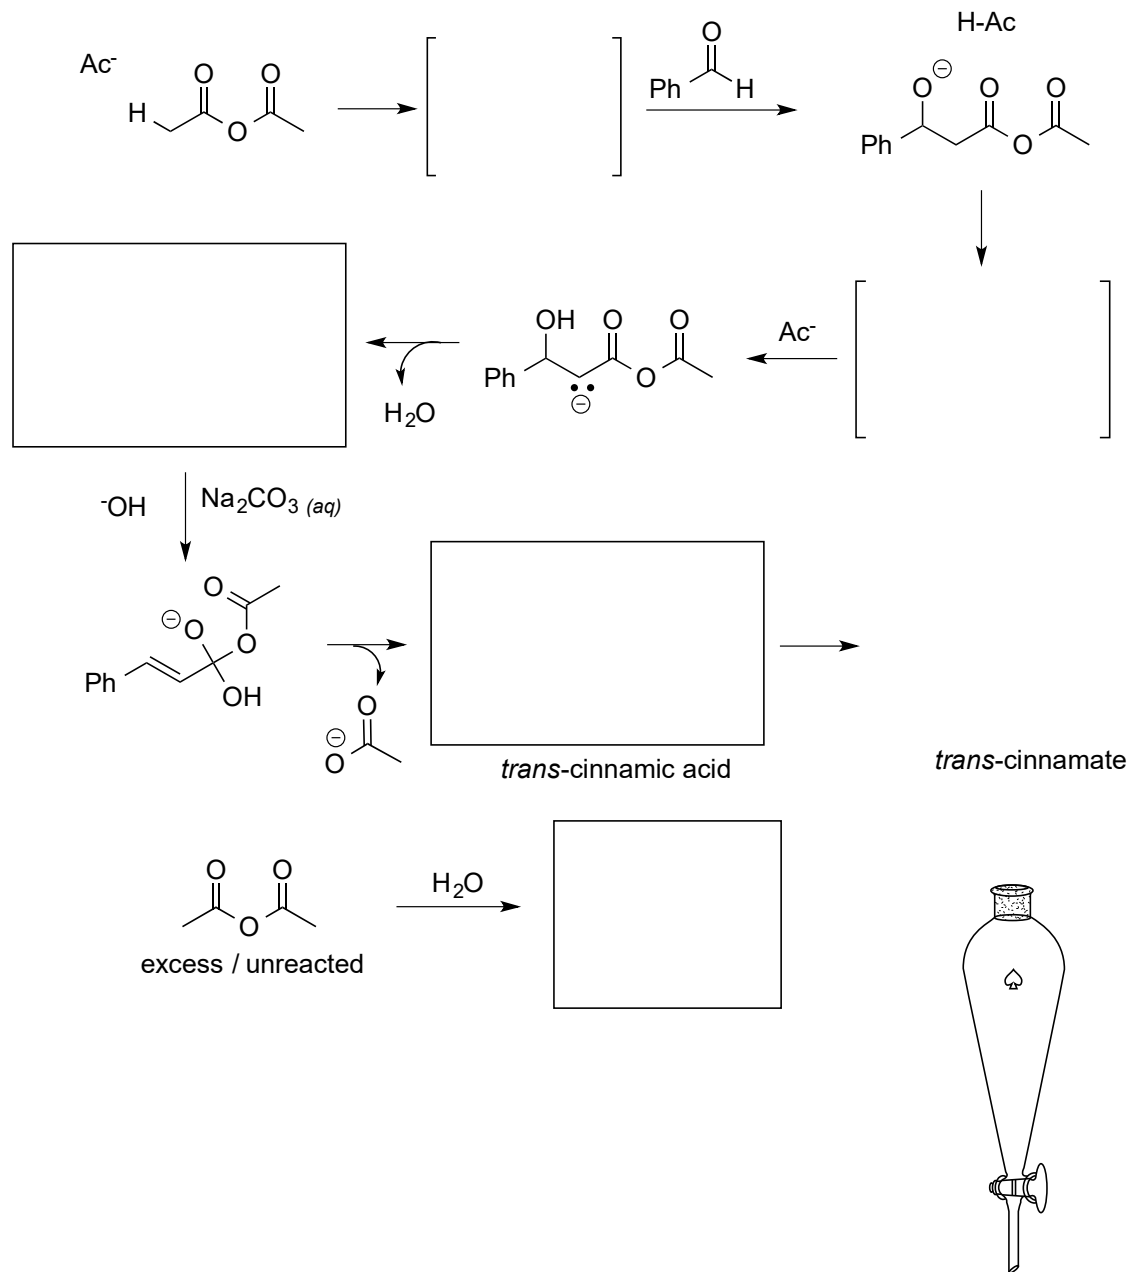 H-Ac
Ac⁻
H O O O
O
Ph H
O⁻ O O
Ph O
OH O O
Ph O
⊖
Ac⁻
H₂O
⁻OH Na₂CO₃ (aq)
O
⊖O O
Ph OH
O
⊖O
trans-cinnamic acid
trans-cinnamate
O O
O
H₂O
excess / unreacted